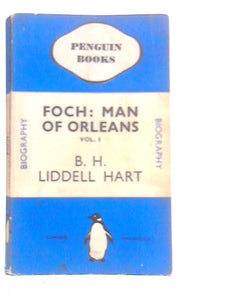 PENGUIN
BOOKS
FOCH: MAN
OF ORLEANS
VOL. I
BIOGRAPHY
BIOGRAPHY
B. H.
LIDDELL HART